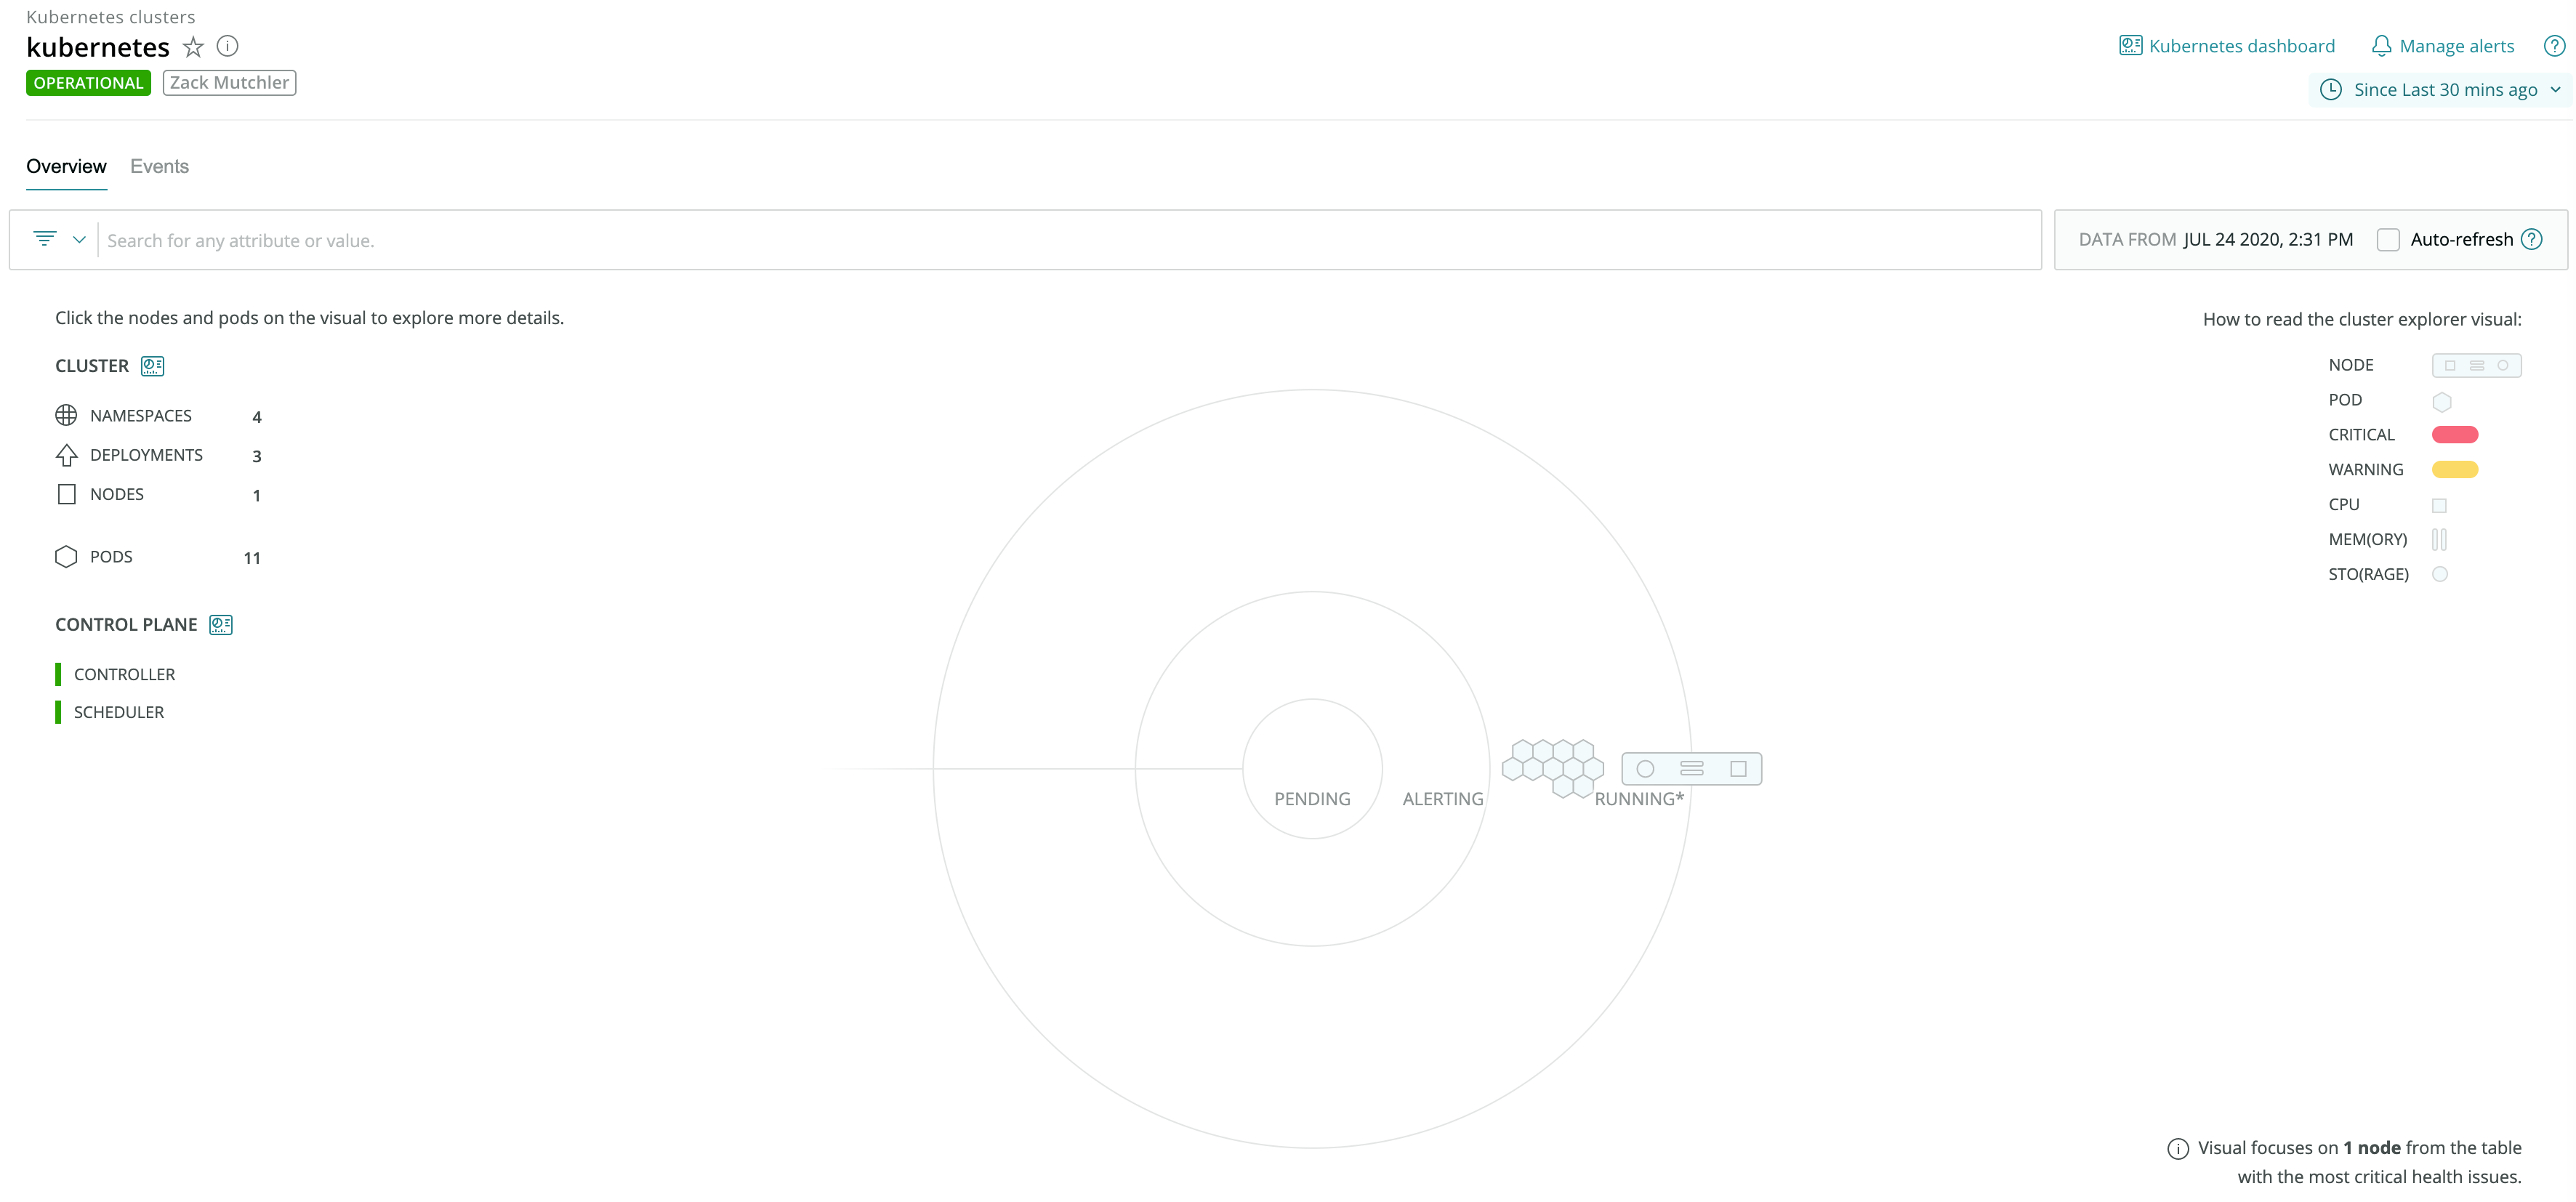 Kubernetes clusters
kubernetes
OPERATIONAL Zack Mutchler
Kubernetes dashboard Manage alerts
Since Last 30 mins ago
Overview Events
Search for any attribute or value.
DATA FROM JUL 24 2020, 2:31 PM Auto-refresh
Click the nodes and pods on the visual to explore more details.
CLUSTER
NAMESPACES 4
DEPLOYMENTS 3
NODES 1
PODS 11
CONTROL PLANE
CONTROLLER
SCHEDULER
PENDING ALERTING RUNNING*
How to read the cluster explorer visual:
NODE
POD
CRITICAL
WARNING
CPU
MEM(ORY)
STO(RAGE)
Visual focuses on 1 node from the table
with the most critical health issues.